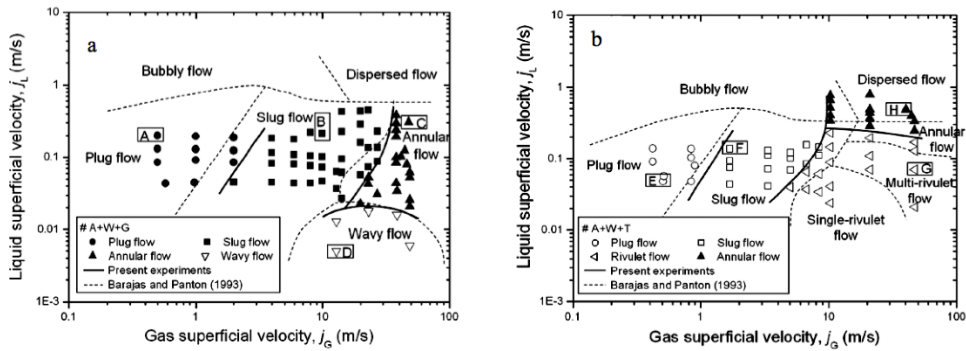 a
Liquid superficial velocity, jL (m/s)
10
1
0.1
0.01
1E-3
Bubbly flow
Dispersed flow
Slug flow
B
C
A
Annular
flow
Plug flow
Wavy flow
D
# A+W+G
Plug flow
Slug flow
Annular flow
Wavy flow
Present experiments
Barajas and Panton (1993)
0.1
1
10
100
Gas superficial velocity, jG (m/s)
b
Liquid superficial velocity, jL (m/s)
10
1
0.1
0.01
1E-3
Bubbly flow
Dispersed flow
H
Annular
flow
F
Plug flow
E
G
Multi-rivulet
flow
Slug flow
Single-rivulet
flow
# A+W+T
Plug flow
Slug flow
Rivulet flow
Annular flow
Present experiments
Barajas and Panton (1993)
0.1
1
10
100
Gas superficial velocity, jG (m/s)